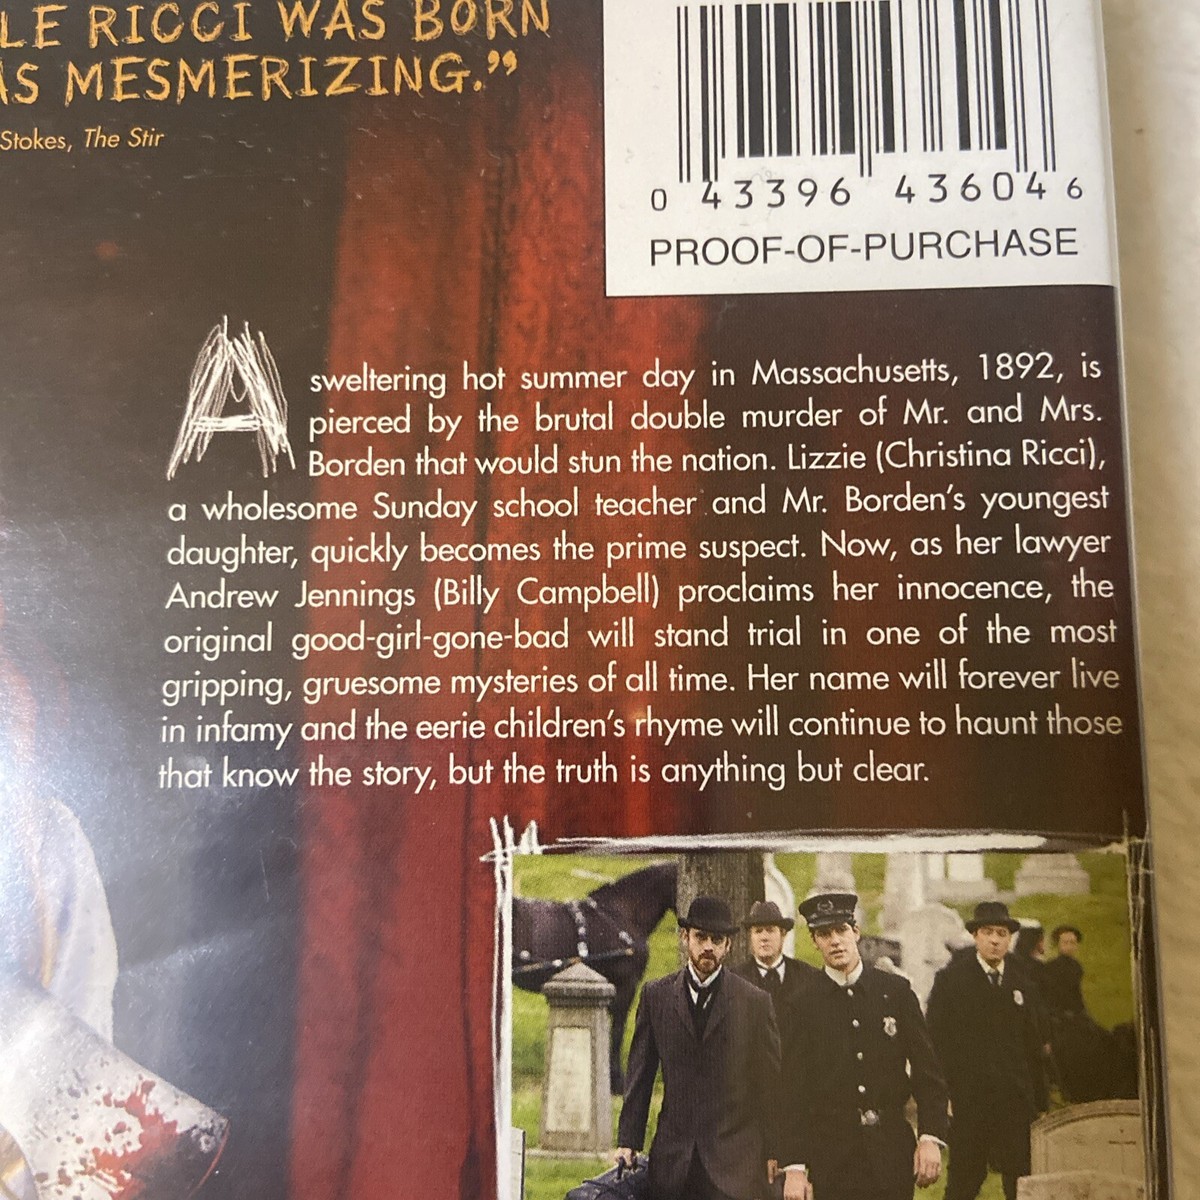 LE RICCI WAS BORN
AS MESMERIZING.”
Stokes, The Stir
0 43396 43604 6
PROOF-OF-PURCHASE
A sweltering hot summer day in Massachusetts, 1892, is
pierced by the brutal double murder of Mr. and Mrs.
Borden that would stun the nation. Lizzie (Christina Ricci),
a wholesome Sunday school teacher and Mr. Borden’s youngest
daughter, quickly becomes the prime suspect. Now, as her lawyer
Andrew Jennings (Billy Campbell) proclaims her innocence, the
original good-girl-gone-bad will stand trial in one of the most
gripping, gruesome mysteries of all time. Her name will forever live
in infamy and the eerie children’s rhyme will continue to haunt those
that know the story, but the truth is anything but clear.